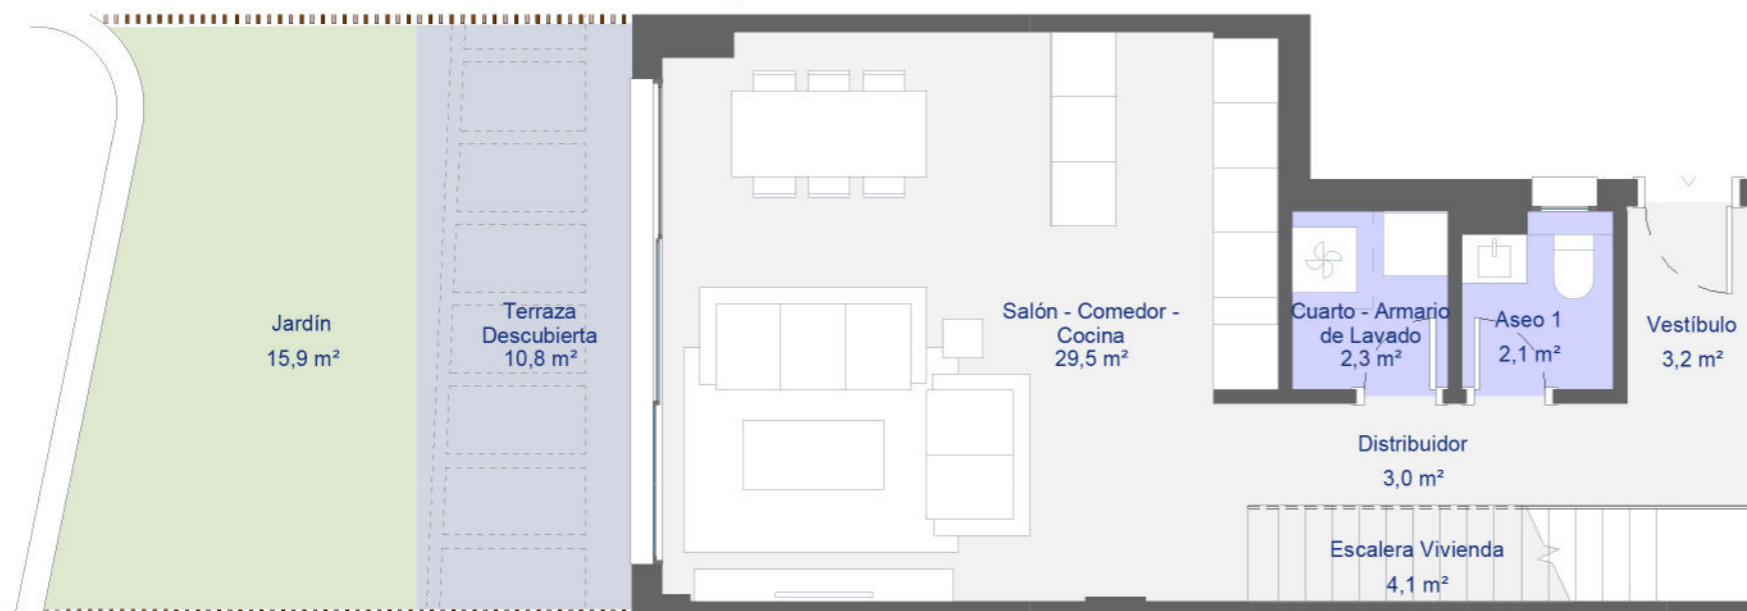 Jardín
15,9 m²
Terraza
Descubierta
10,8 m²
Salón - Comedor -
Cocina
29,5 m²
Cuarto - Armario
de Lavado
2,3 m²
Aseo 1
2,1 m²
Vestíbulo
3,2 m²
Distribuidor
3,0 m²
Escalera Vivienda
4,1 m²